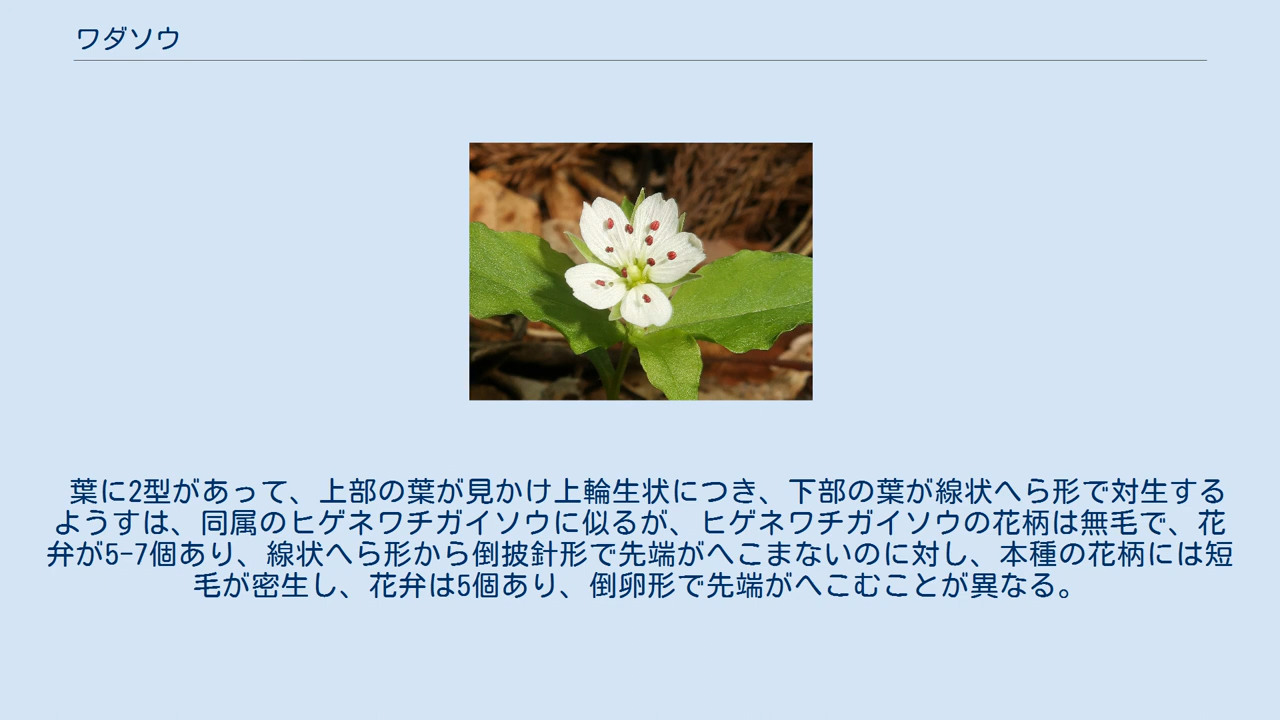 ワダソウ
葉に2型があって、上部の葉が見かけ上輪生状につき、下部の葉が線状へら形で対生する
ようすは、同属のヒゲネワチガイソウに似るが、ヒゲネワチガイソウの花柄は無毛で、花
弁が5-7個あり、線状へら形から倒披針形で先端がへこまないのに対し、本種の花柄には短
毛が密生し、花弁は5個あり、倒卵形で先端がへこむことが異なる。